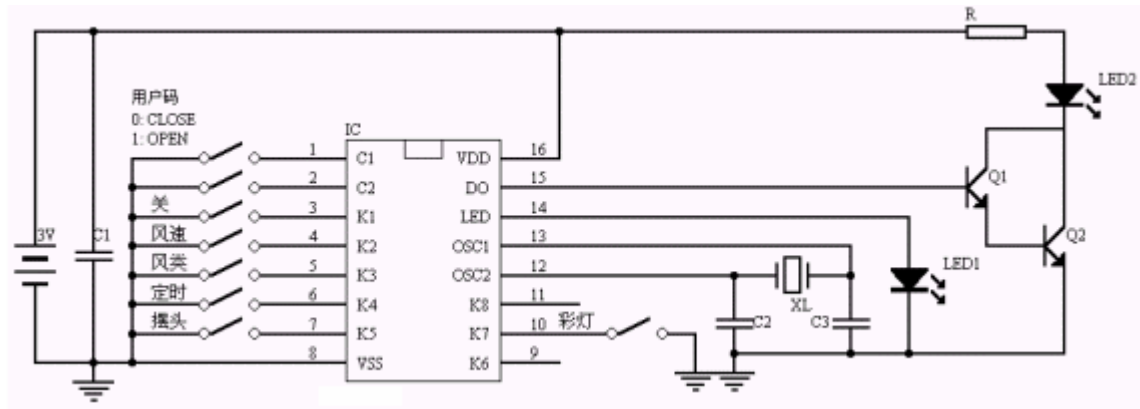 R
LED2
用户码
0: CLOSE
1: OPEN
IC
1 C1 VDD 16
2 C2 DO 15
Q1
关 3 K1 LED 14
3V C1 风速 4 K2 OSC1 13
Q2
风类 5 K3 OSC2 12
LED1
定时 6 K4 K8 11
XL
摆头 7 K5 K7 10 彩灯
C2 C3
8 VSS K6 9